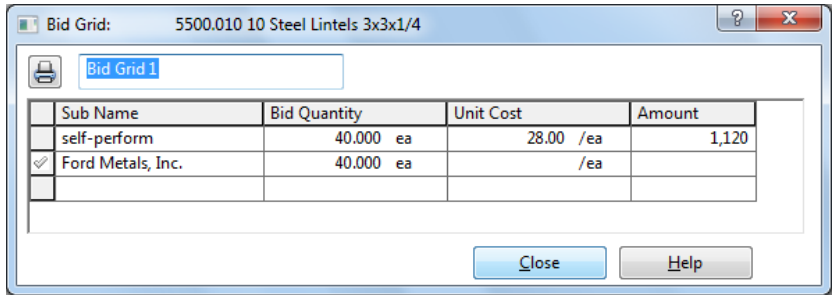 Bid Grid: 5500.010 10 Steel Lintels 3x3x1/4
?
Bid Grid 1
Sub Name Bid Quantity Unit Cost Amount
self-perform 40.000 ea 28.00 /ea 1,120
Ford Metals, Inc. 40.000 ea /ea
Close Help